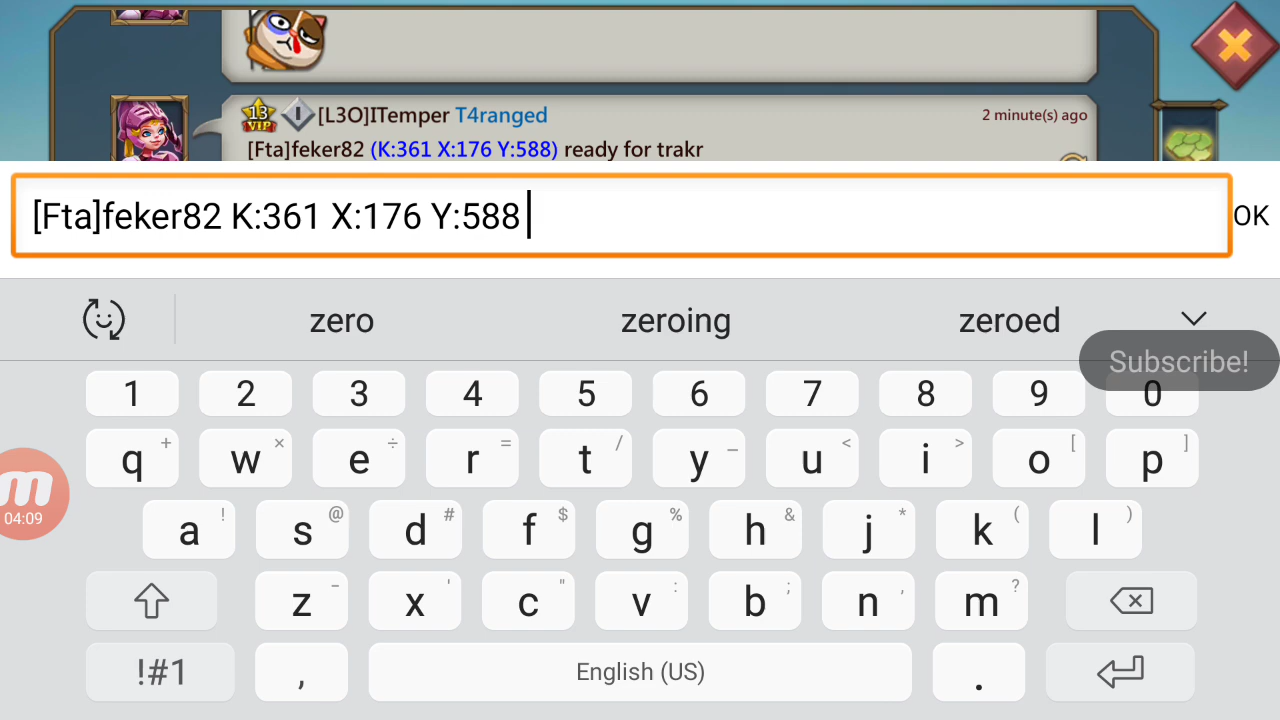 13
VIP
I
[L3O]ITemper T4ranged
2 minute(s) ago
[Fta]feker82 (K:361 X:176 Y:588) ready for trakr
[Fta]feker82 K:361 X:176 Y:588
OK
zero zeroing zeroed
Subscribe!
1 2 3 4 5 6 7 8 9 0
q + w × e ÷ r = t / y _ u < i > o [ p ]
a ! s @ d # f $ g % h & j * k ( l )
z - x ' c " v : b ; n , m ?
!#1 , English (US) .
m
04:09